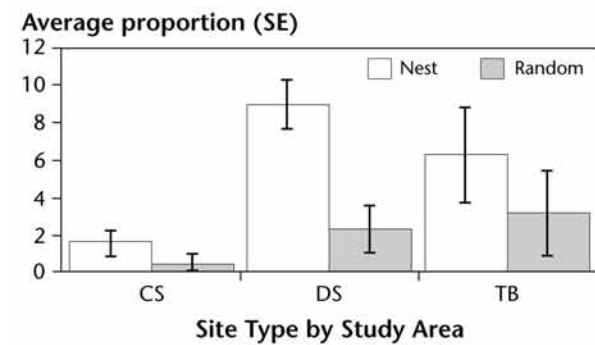 Average proportion (SE)
12
10
8
6
4
2
0
Nest Random
CS DS TB
Site Type by Study Area